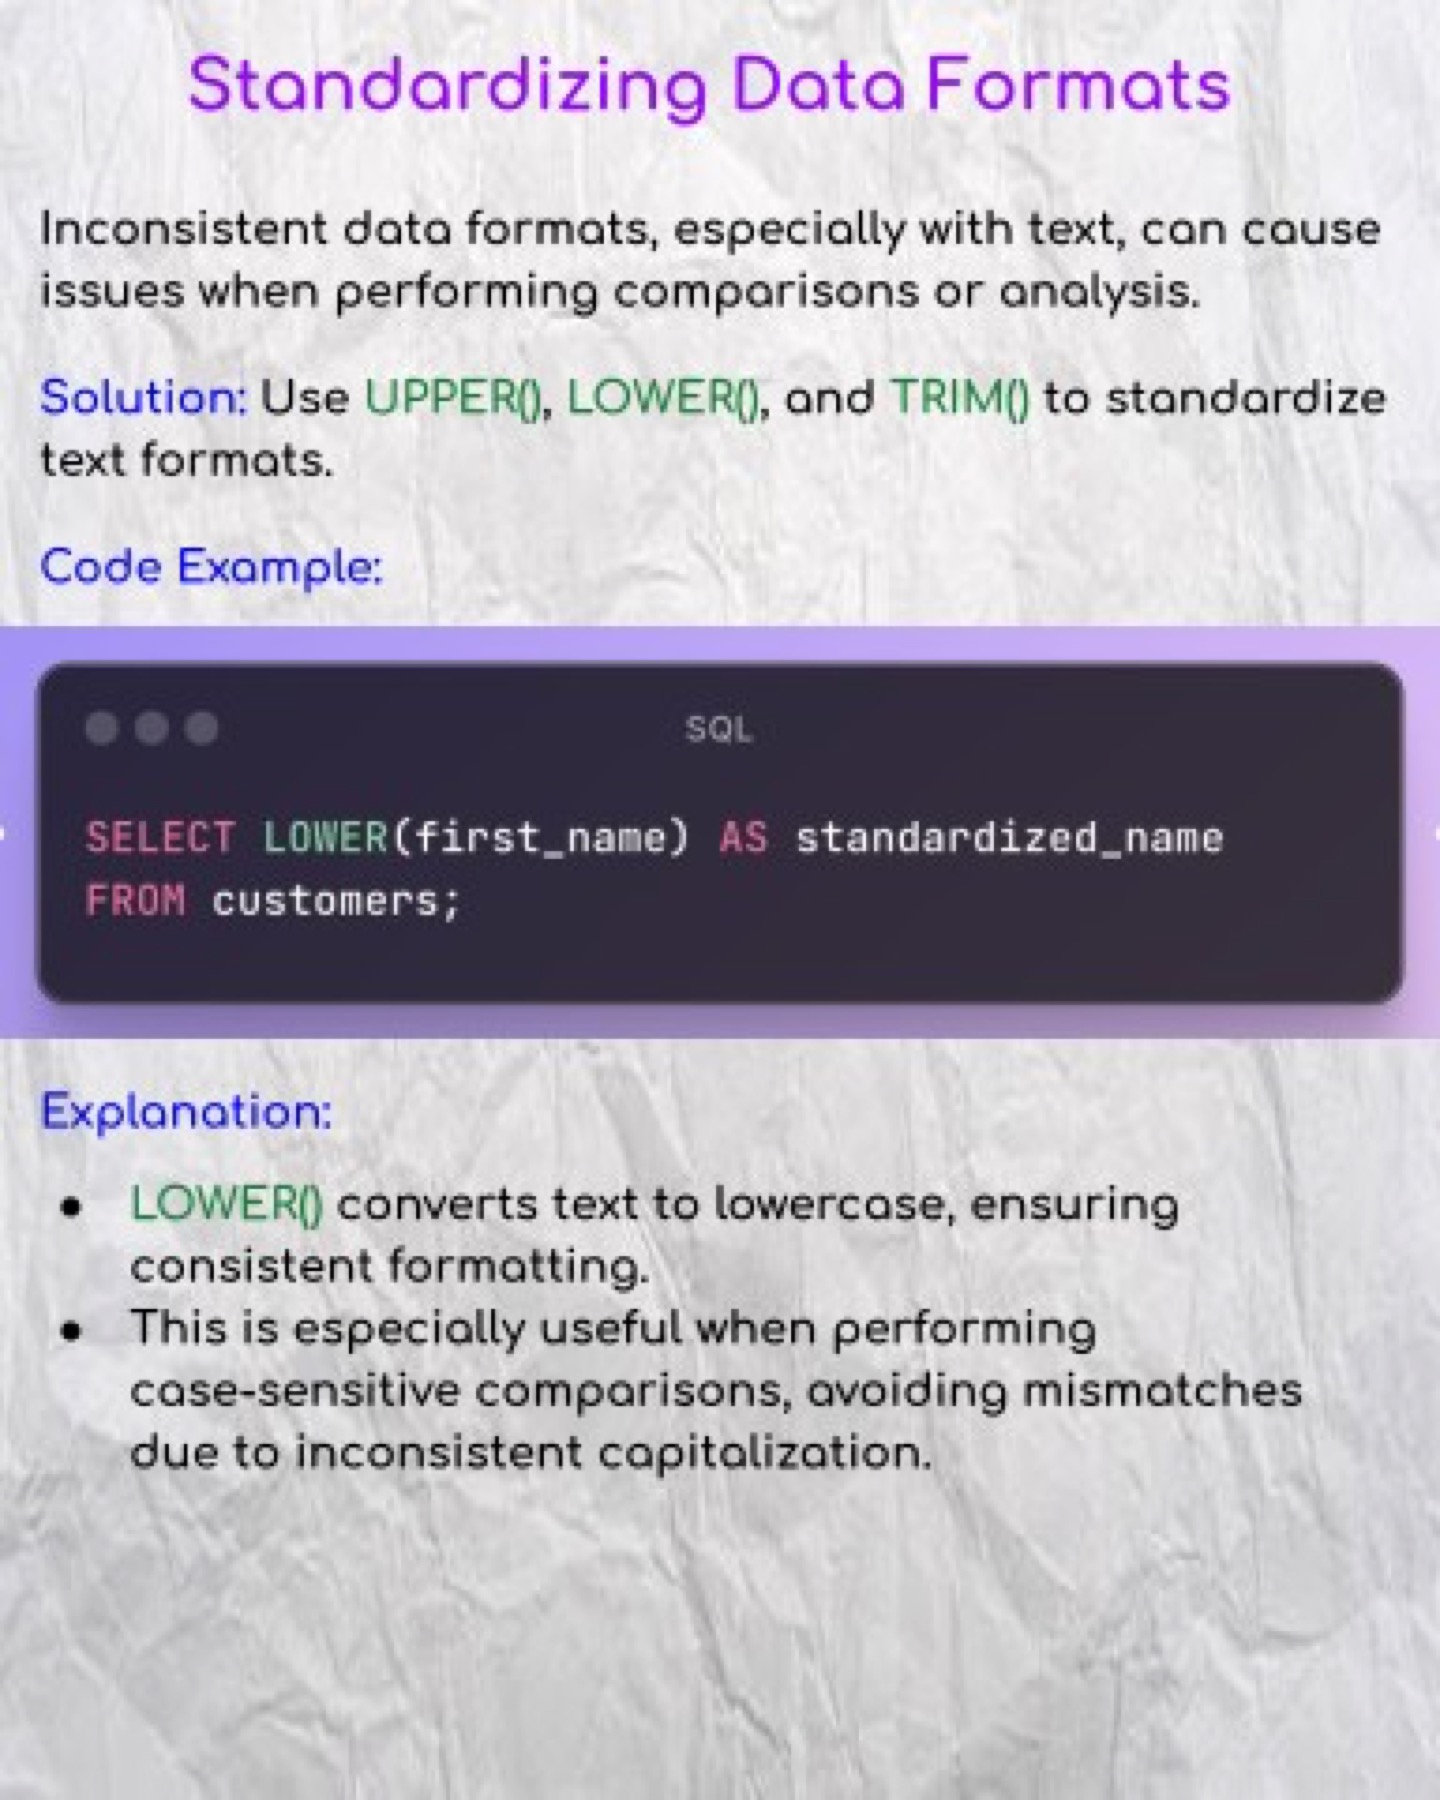 Standardizing Data Formats
Inconsistent data formats, especially with text, can cause
issues when performing comparisons or analysis.
Solution: Use UPPER(), LOWER(), and TRIM() to standardize
text formats.
Code Example:
SQL
SELECT LOWER(first_name) AS standardized_name
FROM customers;
Explanation:
● LOWER() converts text to lowercase, ensuring
consistent formatting.
● This is especially useful when performing
case-sensitive comparisons, avoiding mismatches
due to inconsistent capitalization.